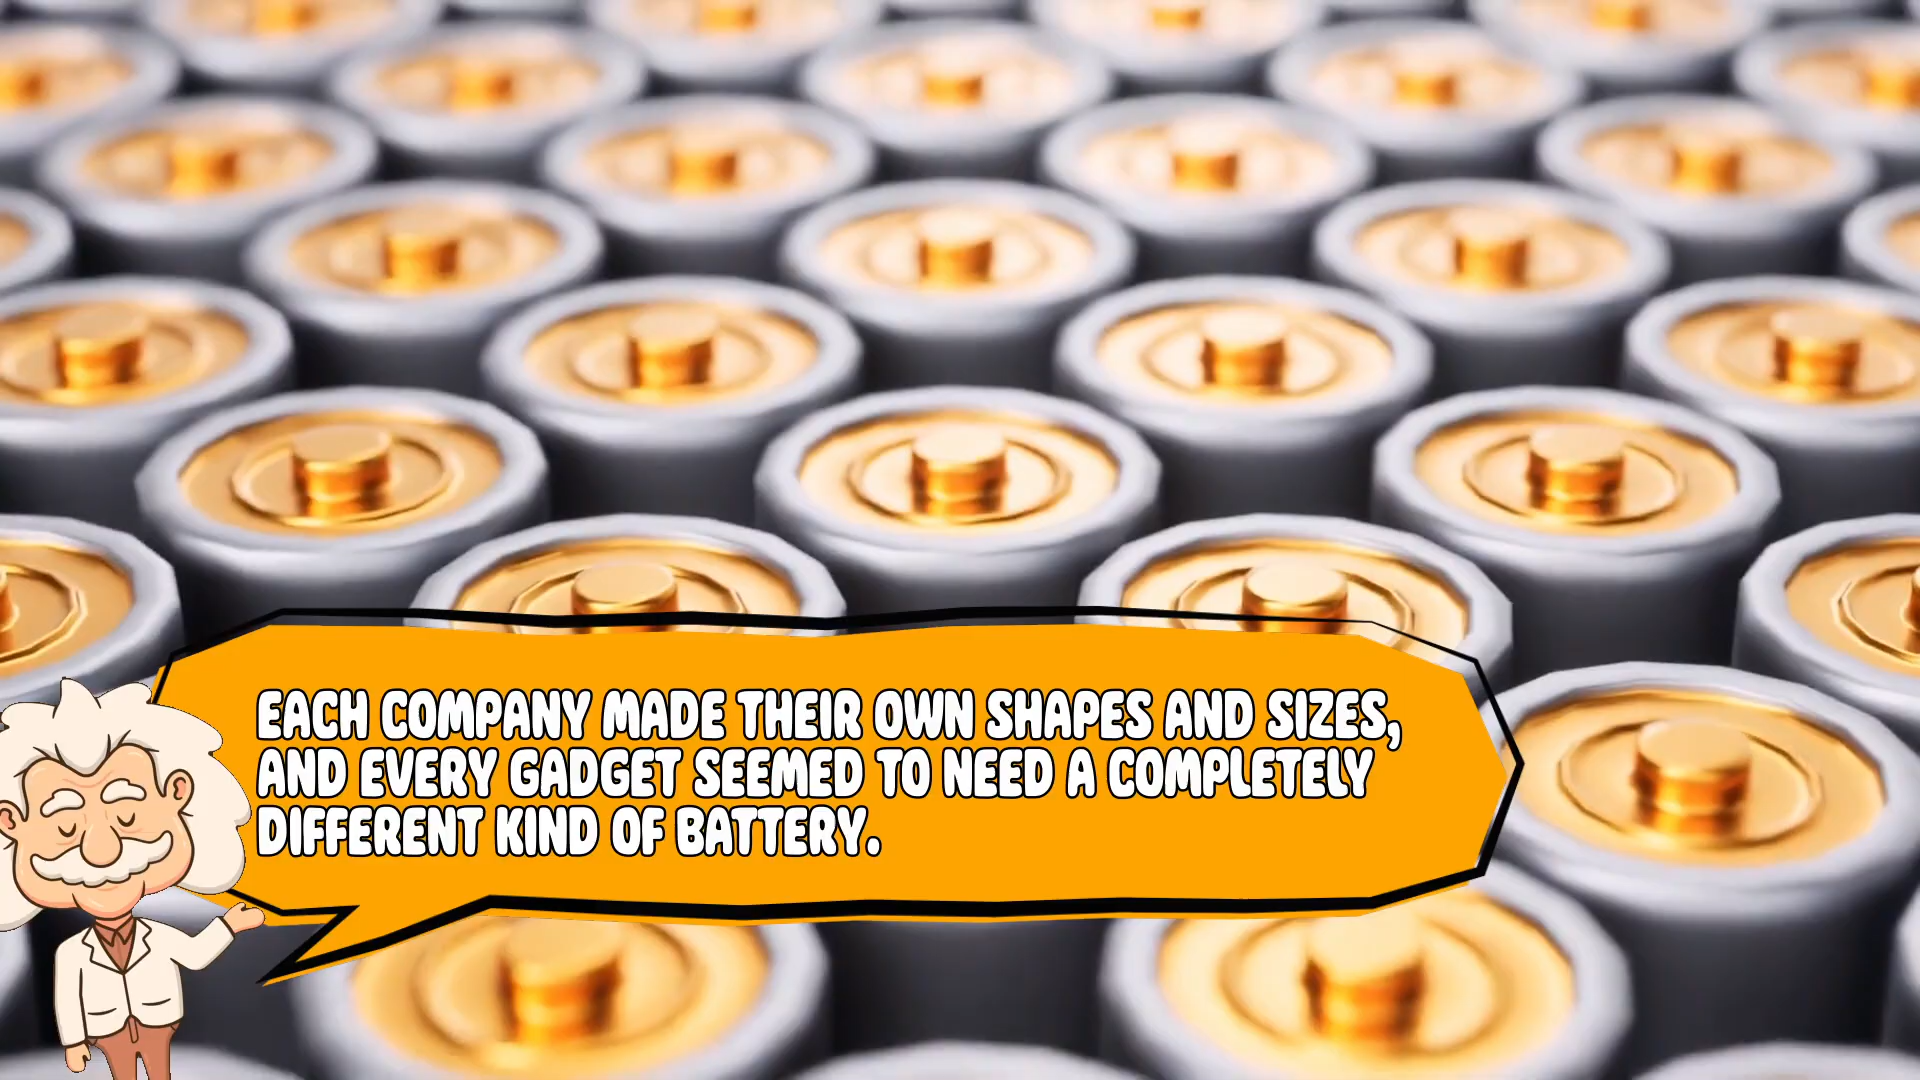 EACH COMPANY MADE THEIR OWN SHAPES AND SIZES,
AND EVERY GADGET SEEMED TO NEED A COMPLETELY
DIFFERENT KIND OF BATTERY.